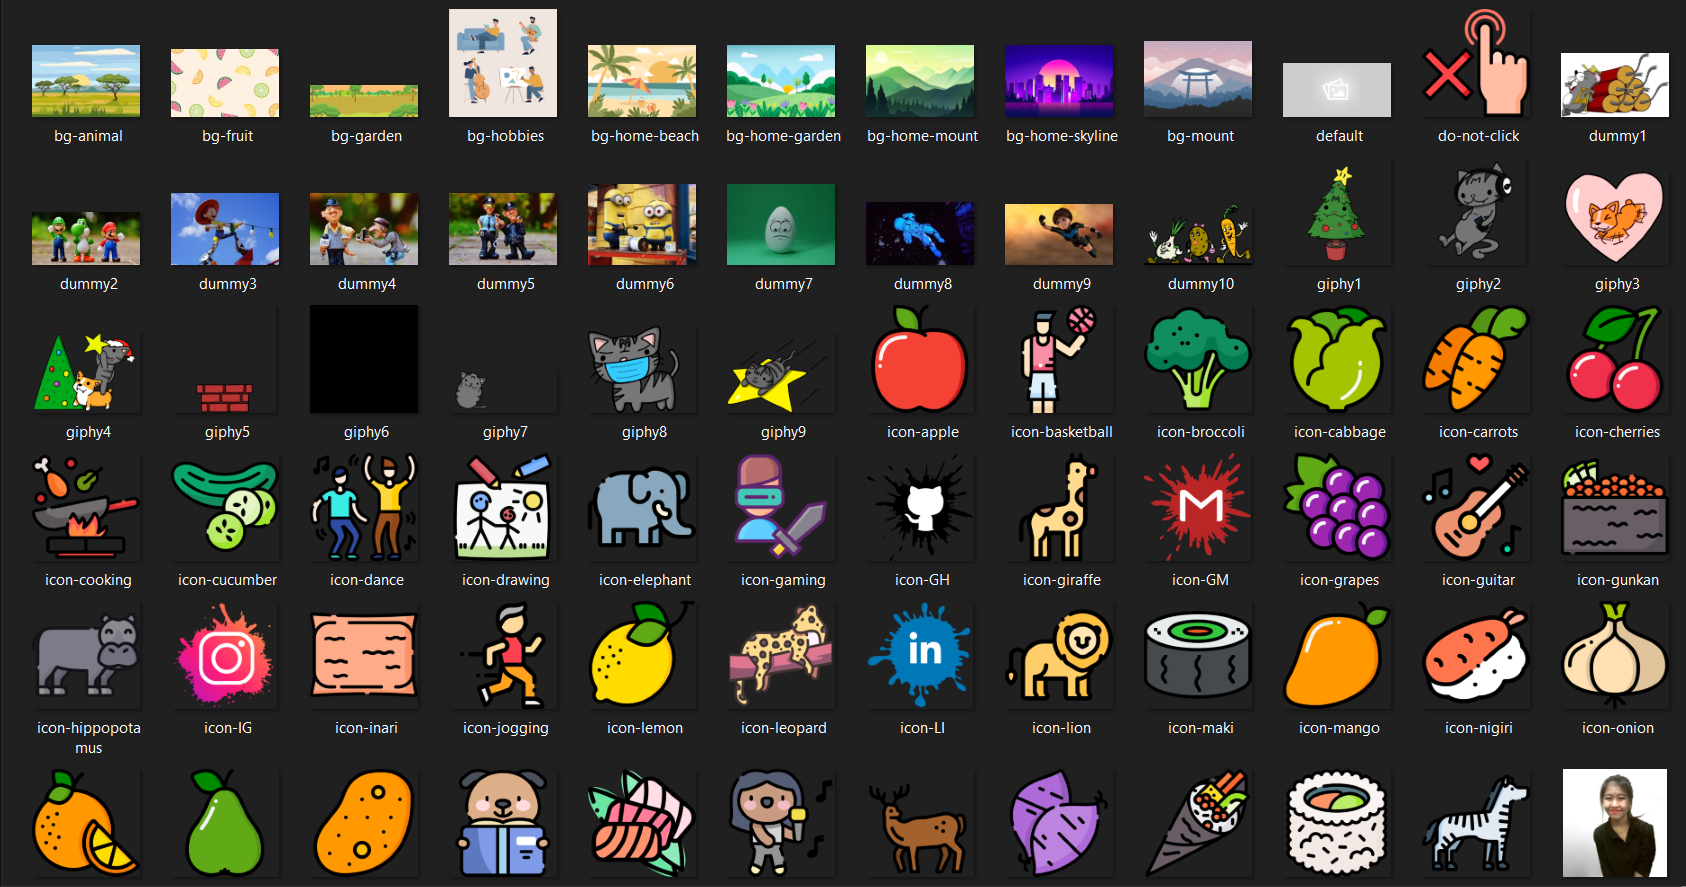 bg-animal
bg-fruit
bg-garden
bg-hobbies
bg-home-beach
bg-home-garden
bg-home-mount
bg-home-skyline
bg-mount
default
do-not-click
dummy1
dummy2
dummy3
dummy4
dummy5
dummy6
dummy7
dummy8
dummy9
dummy10
giphy1
giphy2
giphy3
giphy4
giphy5
giphy6
giphy7
giphy8
giphy9
icon-apple
icon-basketball
icon-broccoli
icon-cabbage
icon-carrots
icon-cherries
icon-cooking
icon-cucumber
icon-dance
icon-drawing
icon-elephant
icon-gaming
icon-GH
icon-giraffe
M
icon-GM
icon-grapes
icon-guitar
icon-gunkan
icon-hippopota
mus
icon-IG
icon-inari
icon-jogging
icon-lemon
icon-leopard
in
icon-LI
icon-lion
icon-maki
icon-mango
icon-nigiri
icon-onion